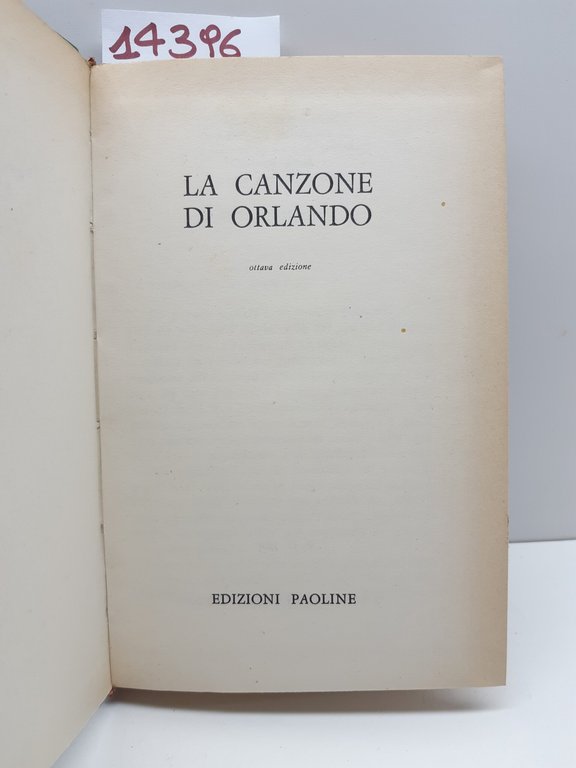 14396
LA CANZONE
DI ORLANDO
ottava edizione
EDIZIONI PAOLINE